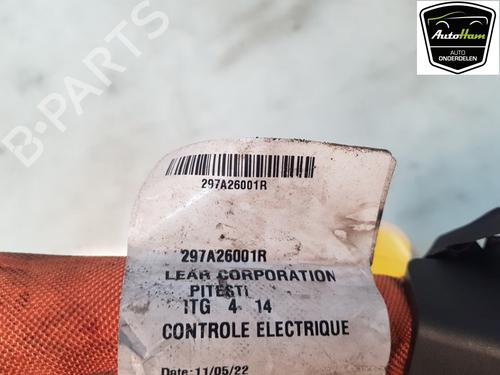 AutoHam
AUTO
ONDERDELEN
B-PARTS
297A26001R
297A26001R
LEAR CORPORATION
PITESTI
ITG 4 14
CONTROLE ELECTRIQUE
Date: 11/05/22